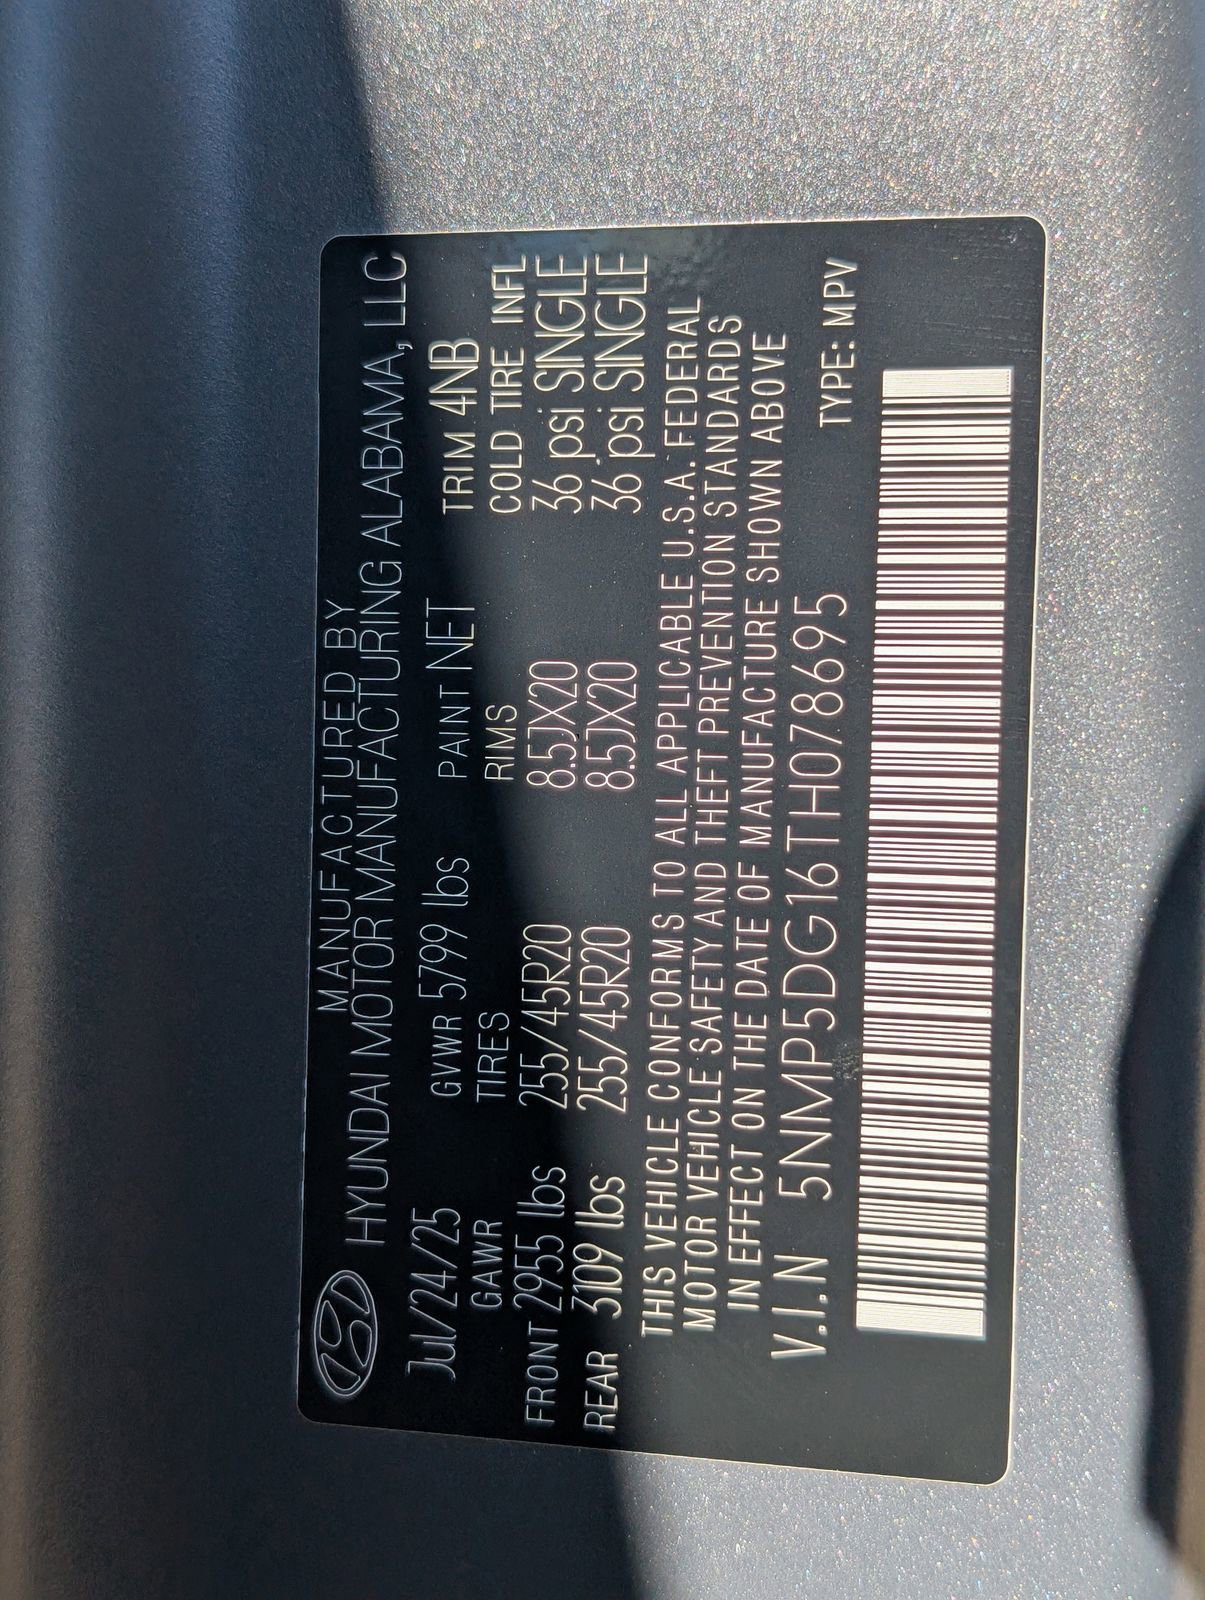 MANUFACTURED BY
HYUNDAI MOTOR MANUFACTURING ALABAMA, LLC
Jul/24/25 GVWR 5799 lbs PAINT NET TRIM 4NB
GAWR TIRES RIMS COLD TIRE INFL
FRONT 2955 lbs 255/45R20 8.5JX20 36 psi SINGLE
REAR 3109 lbs 255/45R20 8.5JX20 36 psi SINGLE
THIS VEHICLE CONFORMS TO ALL APPLICABLE U.S.A. FEDERAL
MOTOR VEHICLE SAFETY AND THEFT PREVENTION STANDARDS
IN EFFECT ON THE DATE OF MANUFACTURE SHOWN ABOVE
V.I.N 5NMP5DG16TH078695 TYPE: MPV